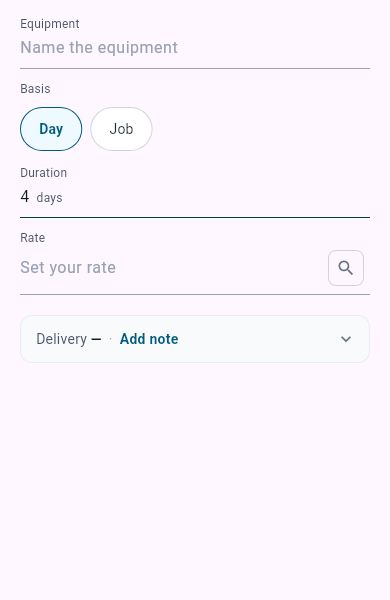 Equipment
Name the equipment
Basis
Day
Job
Duration
4 days
Rate
Set your rate
Delivery — · Add note